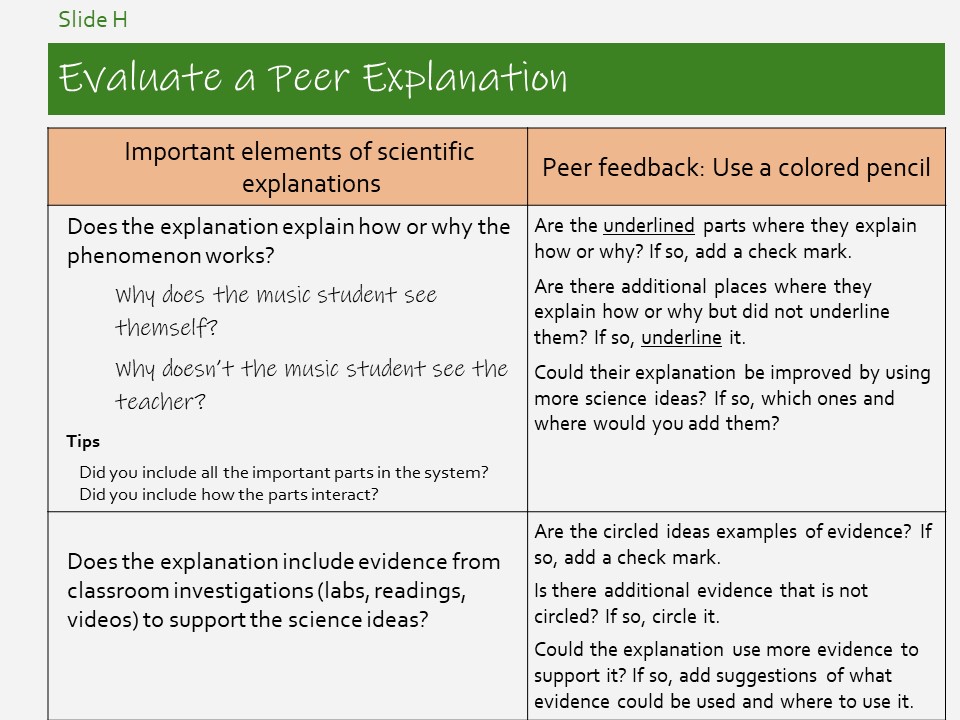 Slide H
Evaluate a Peer Explanation
Important elements of scientific
explanations
Peer feedback: Use a colored pencil
Does the explanation explain how or why the
phenomenon works?
Why does the music student see
themself?
Why doesn't the music student see the
teacher?
Tips
Did you include all the important parts in the system?
Did you include how the parts interact?
Are the underlined parts where they explain
how or why? If so, add a check mark.
Are there additional places where they
explain how or why but did not underline
them? If so, underline it.
Could their explanation be improved by using
more science ideas? If so, which ones and
where would you add them?
Does the explanation include evidence from
classroom investigations (labs, readings,
videos) to support the science ideas?
Are the circled ideas examples of evidence? If
so, add a check mark.
Is there additional evidence that is not
circled? If so, circle it.
Could the explanation use more evidence to
support it? If so, add suggestions of what
evidence could be used and where to use it.